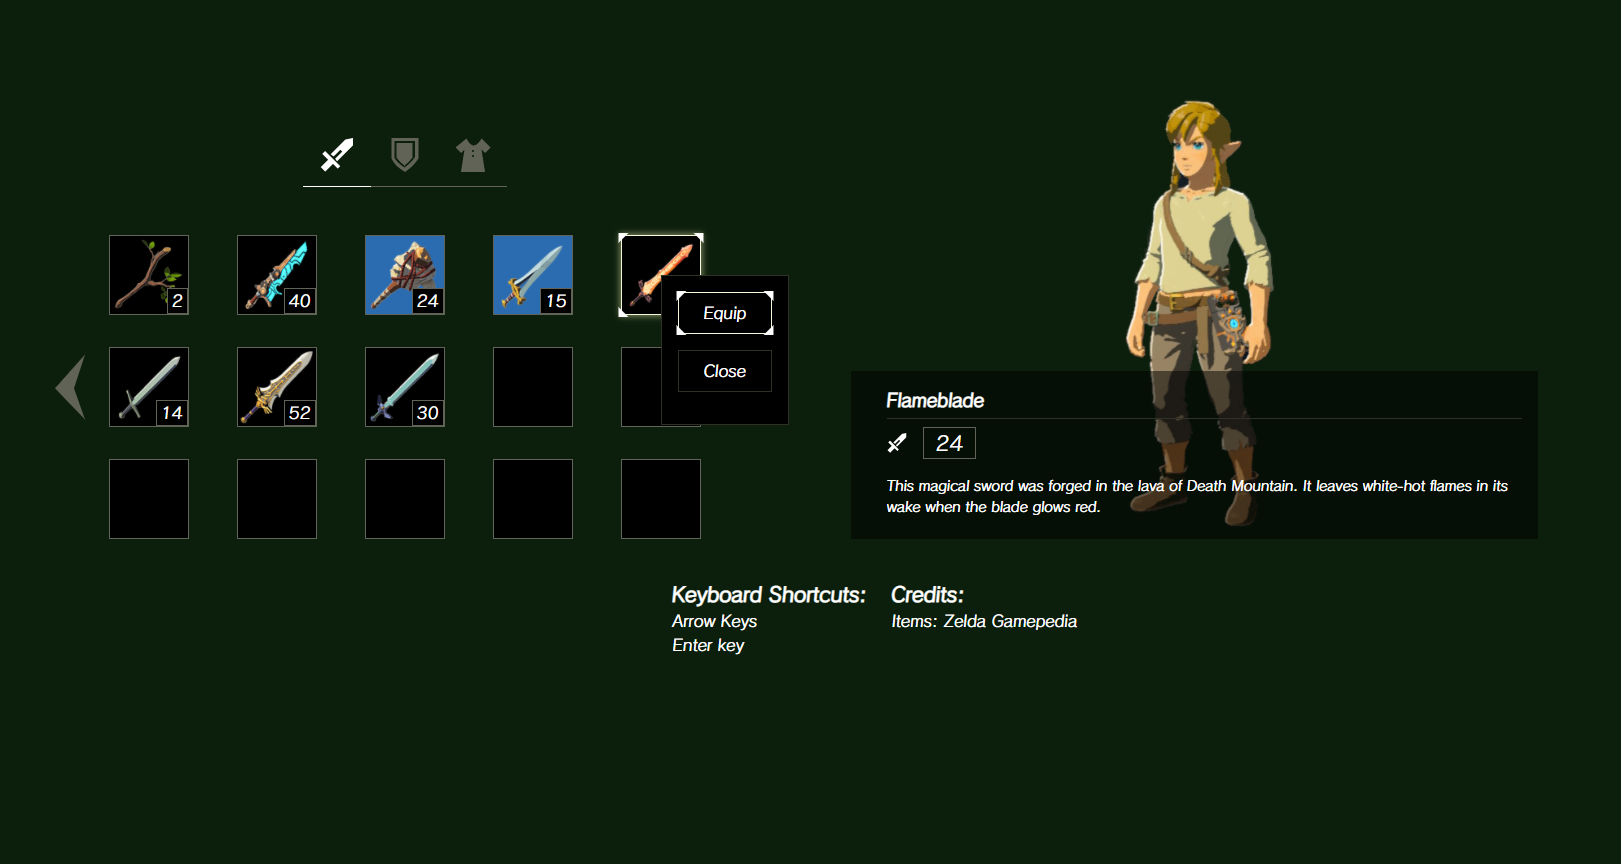 2
40
24
15
Equip
Close
14
52
30
Flameblade
24
This magical sword was forged in the lava of Death Mountain. It leaves white-hot flames in its
wake when the blade glows red.
Keyboard Shortcuts:
Arrow Keys
Enter key
Credits:
Items: Zelda Gamepedia